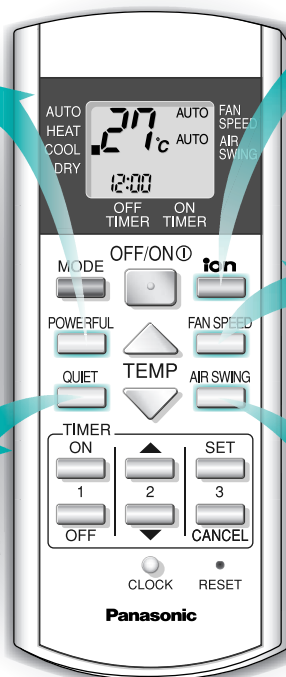 AUTO
HEAT
COOL
DRY
27°C
AUTO
AUTO
FAN
SPEED
AIR
SWING
12:00
OFF
TIMER
ON
TIMER
MODE
OFF/ON
ion
POWERFUL
FAN SPEED
QUIET
TEMP
AIR SWING
TIMER
ON
SET
1
2
3
OFF
CANCEL
CLOCK
RESET
Panasonic